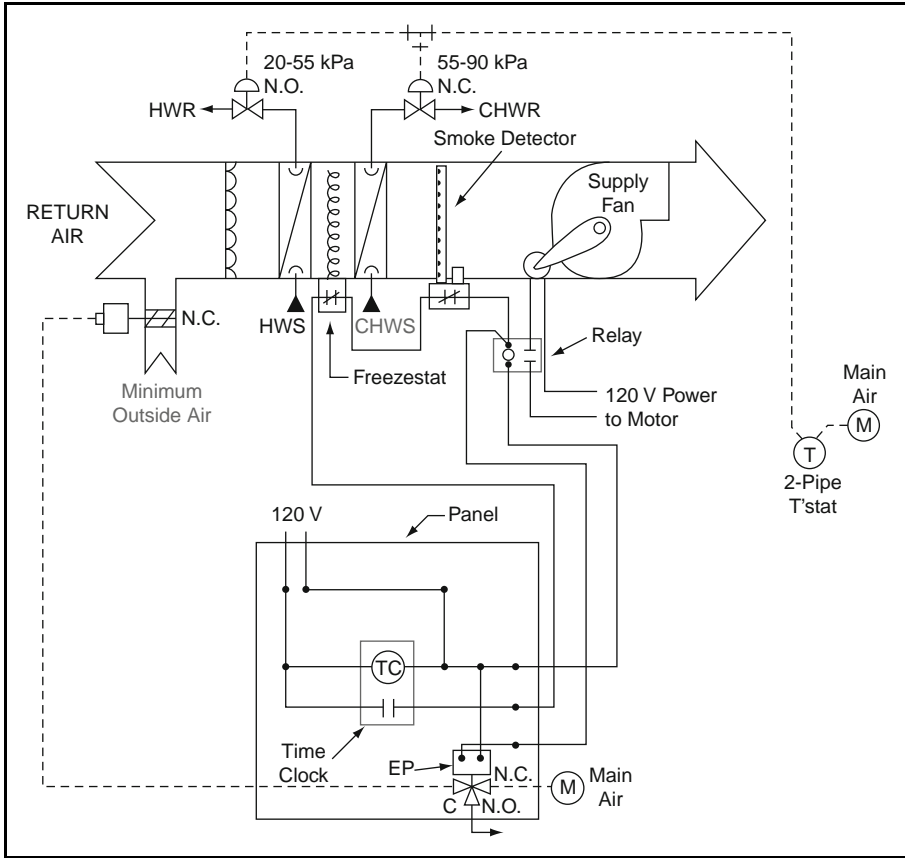 20-55 kPa
N.O.
55-90 kPa
N.C.
HWR
CHWR
Smoke Detector
RETURN
AIR
Supply
Fan
N.C.
HWS
CHWS
Freezestat
Relay
Minimum
Outside Air
120 V Power
to Motor
Main
Air
M
T
2-Pipe
T'stat
120 V
Panel
TC
Time
Clock
EP
N.C.
C
N.O.
M
Main
Air